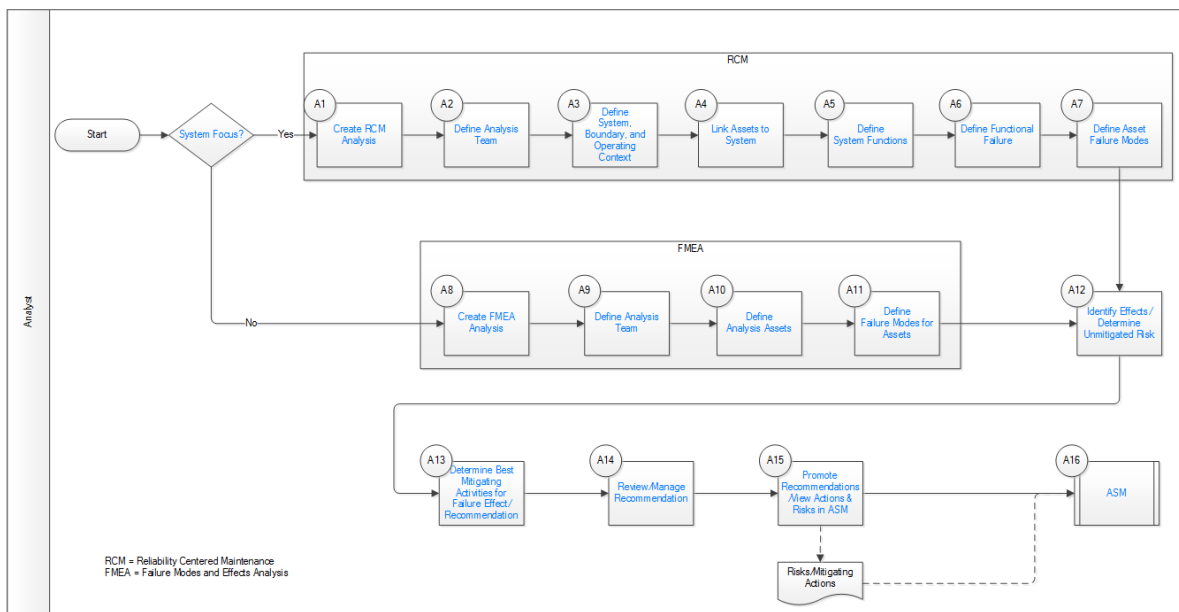 RCM
A1
A2
A3
A4
A5
A6
A7
Start
System Focus?
Yes
Create RCM
Analysis
Define Analysis
Team
Define
System,
Boundary, and
Operating
Context
Link Assets to
System
Define
System Functions
Define Functional
Failure
Define Asset
Failure Modes
Analyst
No
FMEA
A8
A9
A10
A11
A12
Create FMEA
Analysis
Define Analysis
Team
Define
Analysis Assets
Define
Failure Modes for
Assets
Identify Effects/
Determine
Unmitigated Risk
A13
A14
A15
A16
Determine Best
Mitigating
Activities for
Failure Effect/
Recommendation
Review/Manage
Recommendation
Promote
Recommendations
/View Actions &
Risks in ASM
ASM
Risks/Mitigating
Actions
RCM = Reliability Centered Maintenance
FMEA = Failure Modes and Effects Analysis